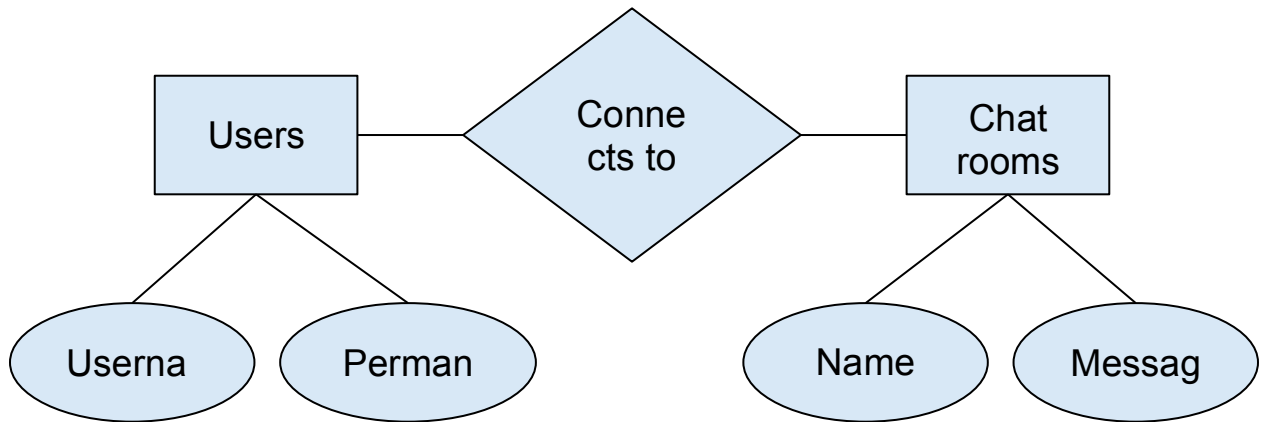 Users
Conne
cts to
Chat
rooms
Userna
Perman
Name
Messag